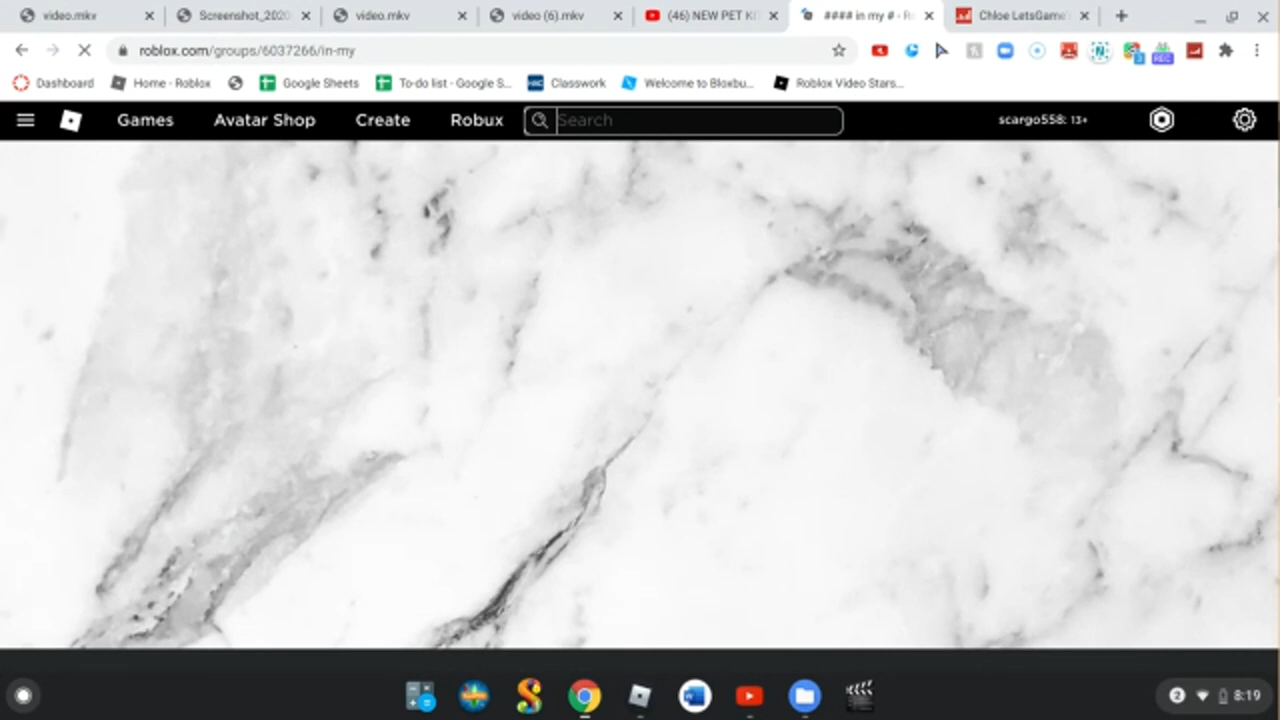 video.mkv
Screenshot_2020
video.mkv
video (6).mkv
(46) NEW PET KI
#### in my # - R
Chloe LetsGame
roblox.com/groups/6037266/in-my
Dashboard
Home - Roblox
Google Sheets
To-do list - Google S...
Classwork
Welcome to Bloxbu...
Roblox Video Stars...
Games
Avatar Shop
Create
Robux
Search
scargo558: 13+
REC
2
8:19